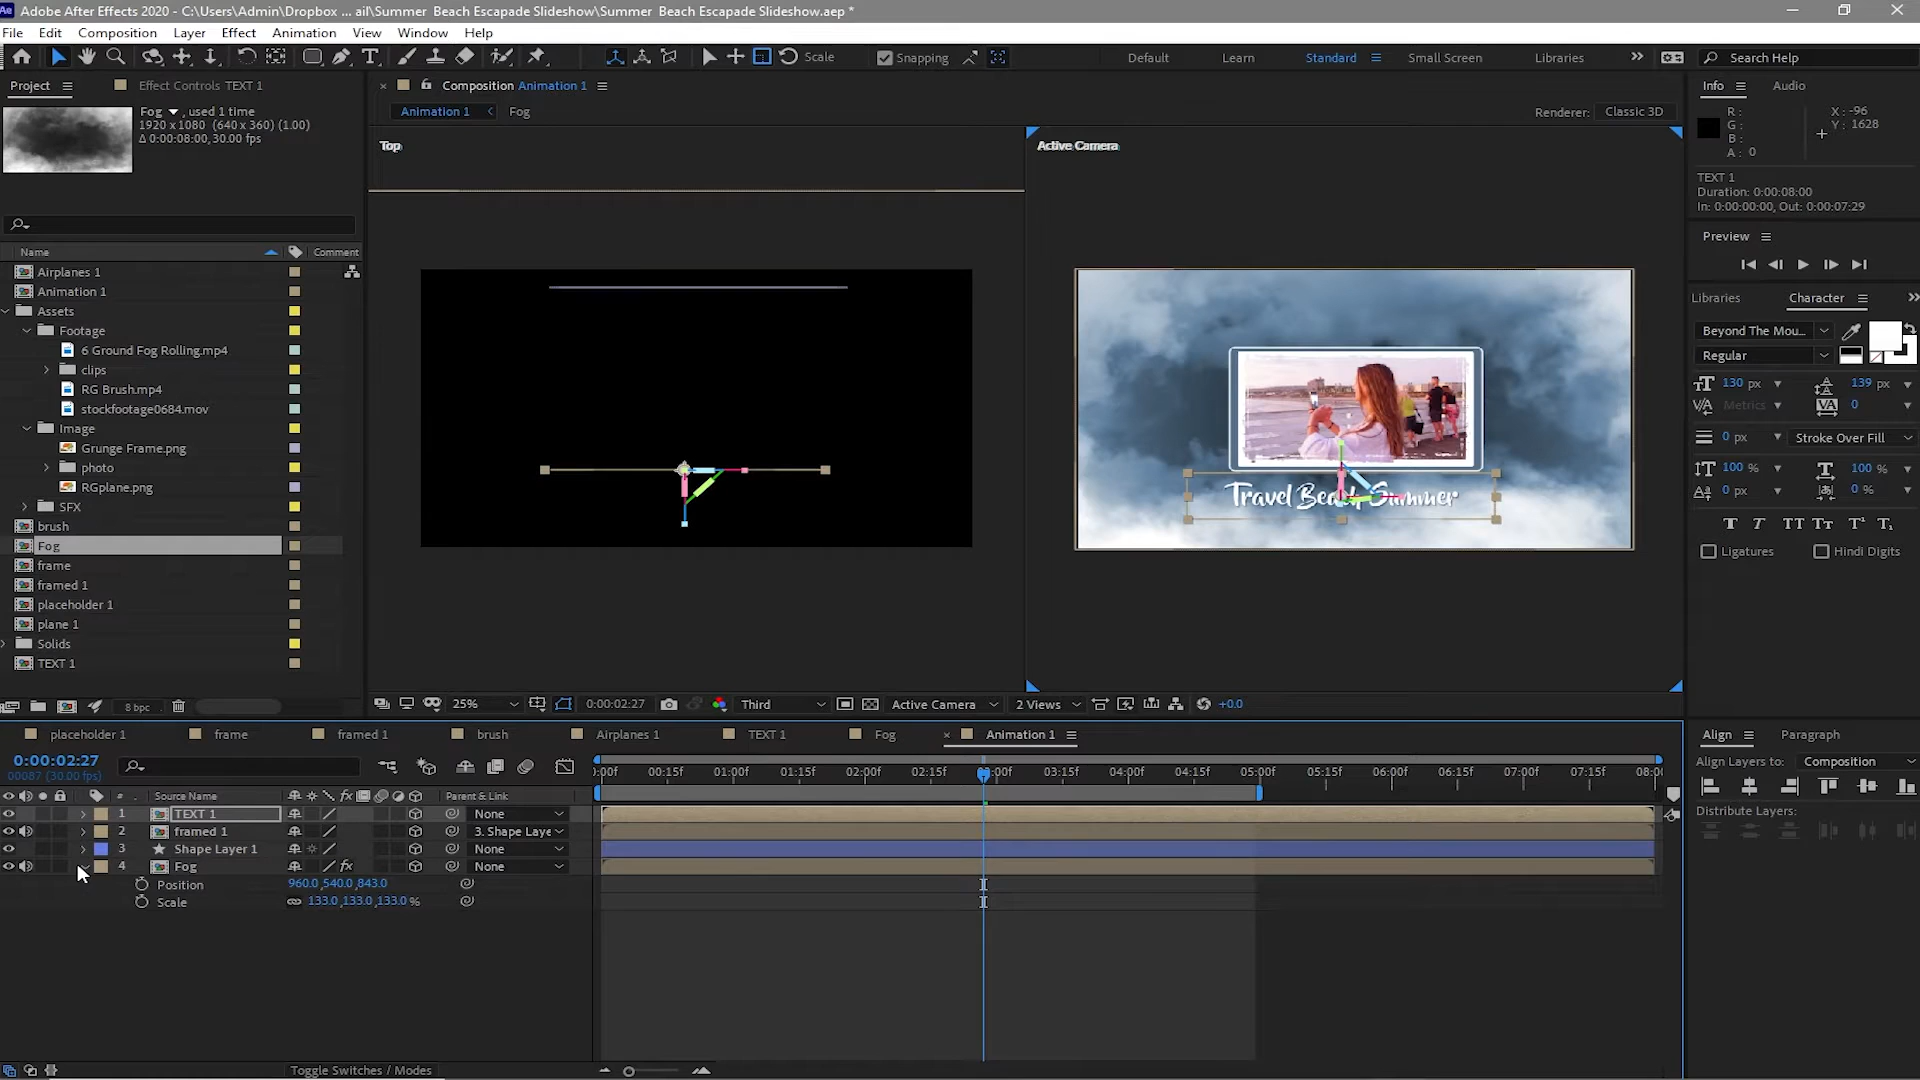 Ae Adobe After Effects 2020 - C:\Users\Admin\Dropbox ... ail\Summer  Beach Escapade Slideshow\Summer  Beach Escapade Slideshow.aep *
File Edit Composition Layer Effect Animation View Window Help
Scale Snapping Default Learn Standard Small Screen Libraries Search Help
Project Effect Controls TEXT 1 Composition Animation 1 Info Audio
Animation 1 Fog Renderer: Classic 3D
Fog , used 1 time
1920 x 1080 (640 x 360) (1.00)
Δ 0:00:08:00, 30.00 fps
R: X: -96
G: Y: 1628
B:
A: 0
TEXT 1
Duration: 0:00:08:00
In: 0:00:00:00, Out: 0:00:07:29
Top Active Camera
Preview
Name Comment
Airplanes 1
Animation 1
Assets
Footage
6 Ground Fog Rolling.mp4
clips
RG Brush.mp4
stockfootage0684.mov
Image
Grunge Frame.png
photo
RGplane.png
SFX
brush
Fog
frame
framed 1
placeholder 1
plane 1
Solids
TEXT 1
Travel Beach Summer
Libraries Character
Beyond The Mou...
Regular
130 px 139 px
Metrics 0
0 px Stroke Over Fill
100 % 100 %
0 px 0 %
T T TT Tt T¹ T₁
Ligatures Hindi Digits
8 bpc 25% 0:00:02:27 Third Active Camera 2 Views +0.0
placeholder 1 frame framed 1 brush Airplanes 1 TEXT 1 Fog Animation 1
Align Paragraph
0:00:02:27
00087 (30.00 fps)
00:15f 01:00f 01:15f 02:00f 02:15f 03:15f 04:00f 04:15f 05:00f 05:15f 06:00f 06:15f 07:00f 07:15f
Align Layers to: Composition
Distribute Layers:
# Source Name Parent & Link
1 TEXT 1 None
2 framed 1 3. Shape Laye
3 Shape Layer 1 None
4 Fog fx None
Position 960.0,540.0,843.0
Scale 133.0,133.0,133.0 %
Toggle Switches / Modes